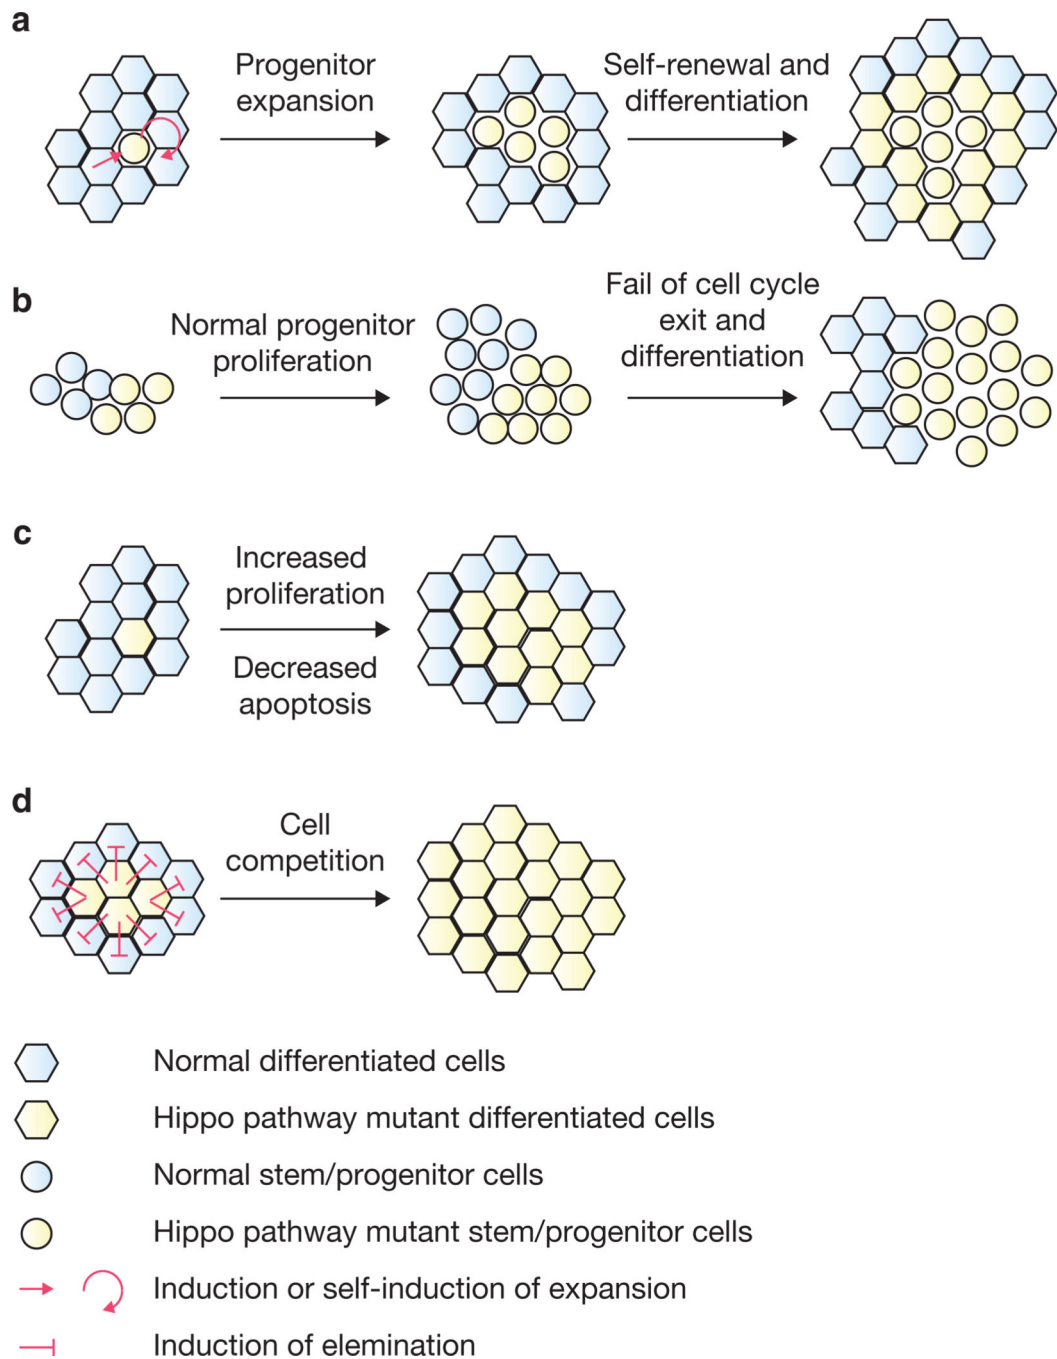 a
Progenitor
expansion
Self-renewal and
differentiation
b
Normal progenitor
proliferation
Fail of cell cycle
exit and
differentiation
c
Increased
proliferation
Decreased
apoptosis
d
Cell
competition
Normal differentiated cells
Hippo pathway mutant differentiated cells
Normal stem/progenitor cells
Hippo pathway mutant stem/progenitor cells
Induction or self-induction of expansion
Induction of elemination